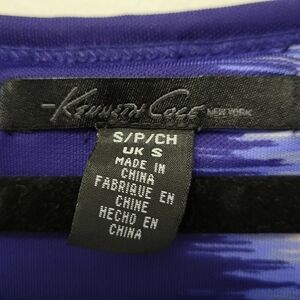 Kenneth Cole NEW YORK
S/P/CH
UK S
MADE IN
CHINA
FABRIQUE EN
CHINE
HECHO EN
CHINA